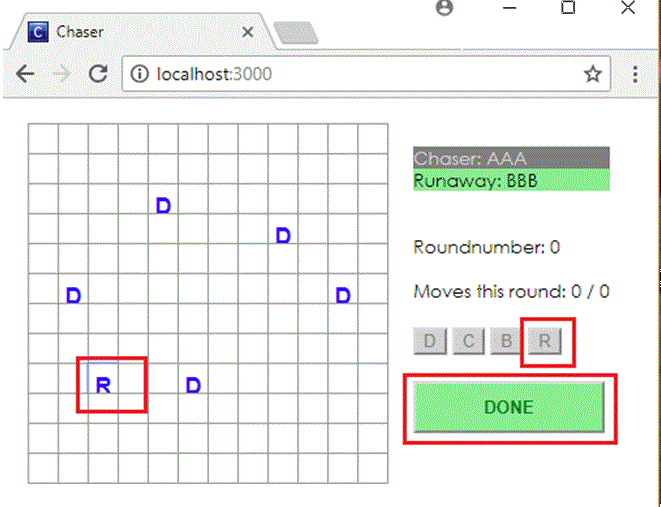 Chaser
localhost:3000
Chaser: AAA
Runaway: BBB
D
D
Roundnumber: 0
D
D
Moves this round: 0 / 0
D C B R
R
D
DONE